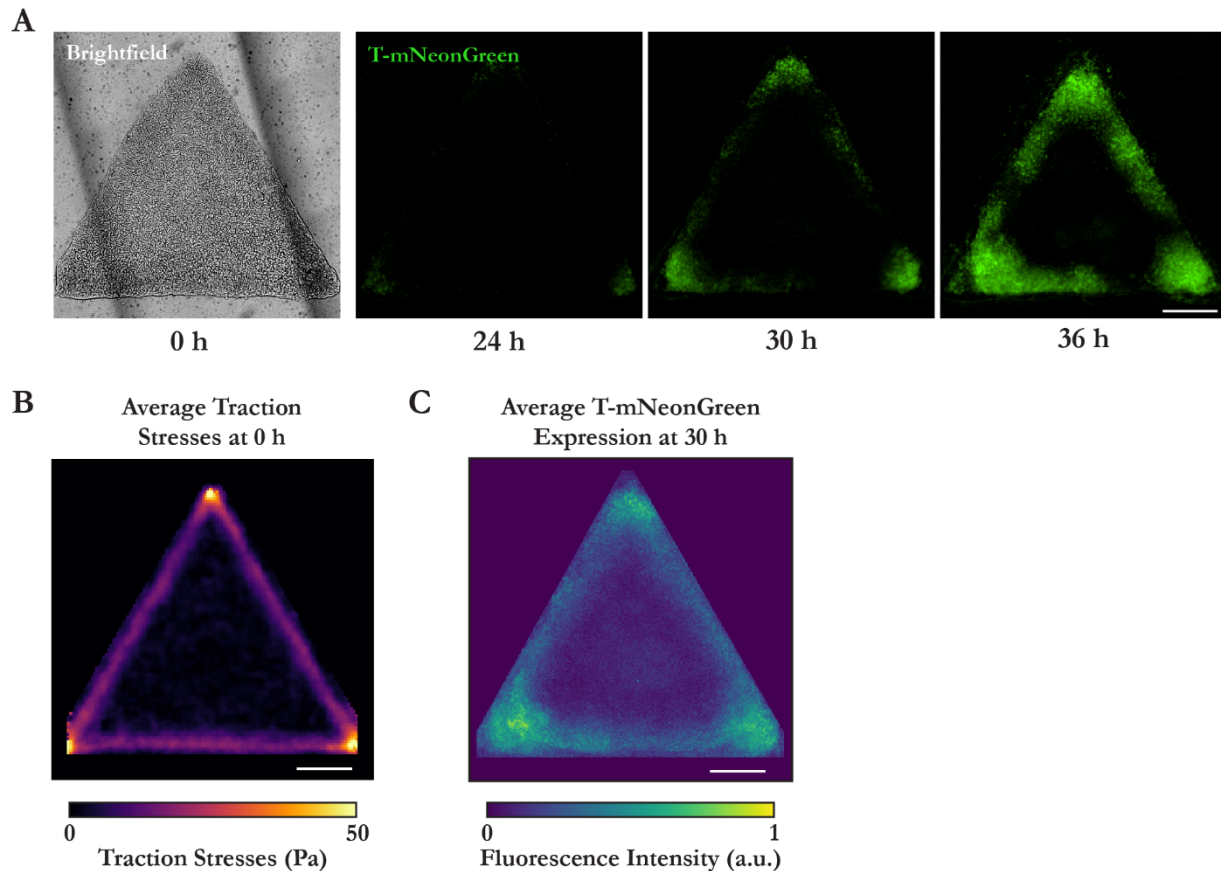 A
Brightfield
T-mNeonGreen
0 h
24 h
30 h
36 h
B
Average Traction
Stresses at 0 h
0
50
Traction Stresses (Pa)
C
Average T-mNeonGreen
Expression at 30 h
0
1
Fluorescence Intensity (a.u.)